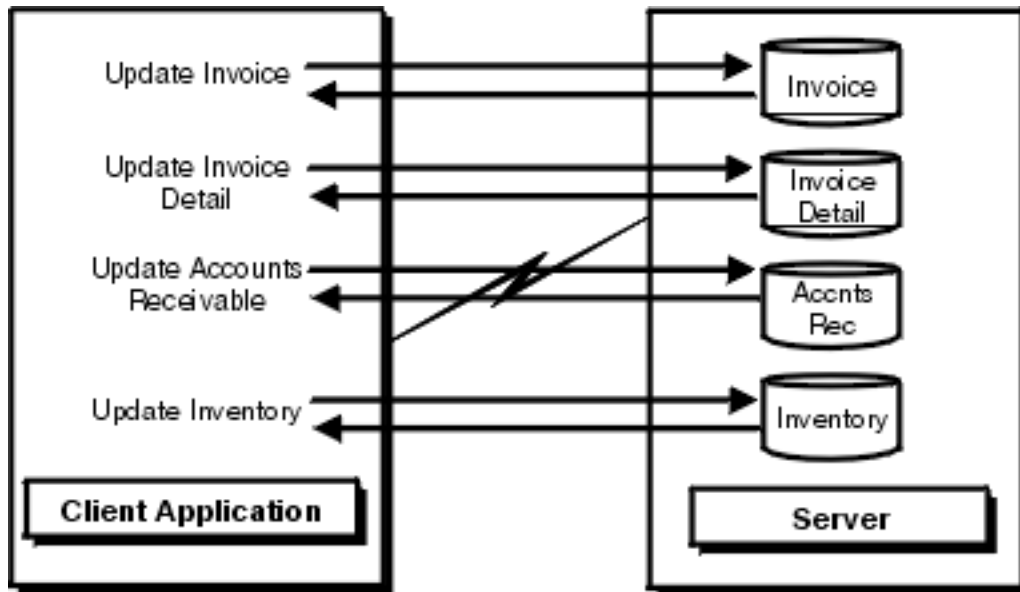 Update Invoice
Invoice
Update Invoice
Detail
Invoice
Detail
Update Accounts
Receivable
Accnts
Rec
Update Inventory
Inventory
Client Application
Server